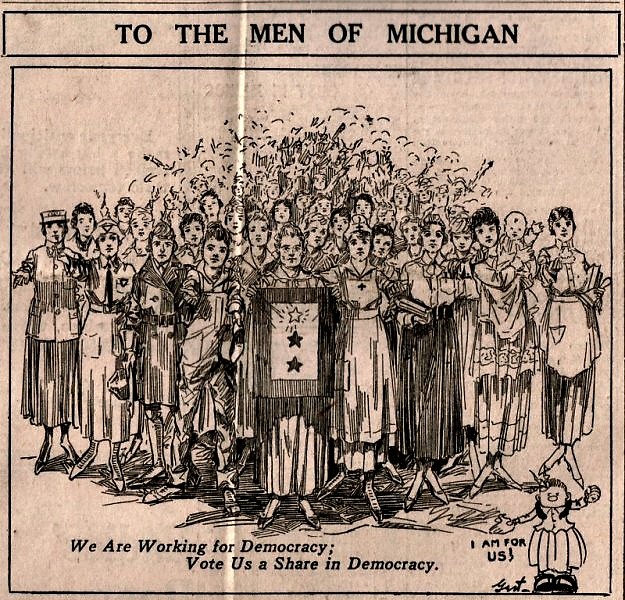 TO THE MEN OF MICHIGAN
We Are Working for Democracy;
Vote Us a Share in Democracy.
I AM FOR
US!